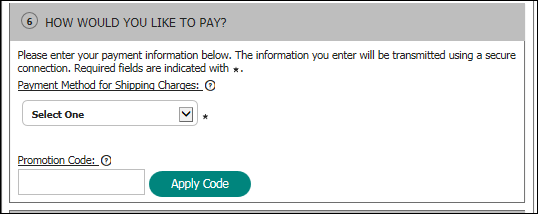 6 HOW WOULD YOU LIKE TO PAY?
Please enter your payment information below. The information you enter will be transmitted using a secure
connection. Required fields are indicated with *.
Payment Method for Shipping Charges: ?
Select One *
Promotion Code: ?
Apply Code